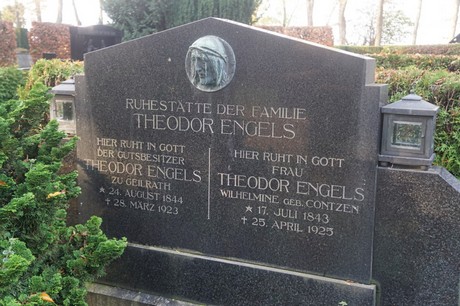 RUHESTÄTTE DER FAMILIE
THEODOR ENGELS
HIER RUHT IN GOTT
DER GUTSBESITZER
THEODOR ENGELS
ZU GEILRATH
* 24. AUGUST 1844
+ 28. MÄRZ 1923
HIER RUHT IN GOTT
FRAU
THEODOR ENGELS
WILHELMINE GEB. CONTZEN
* 17. JULI 1843
+ 25. APRIL 1925